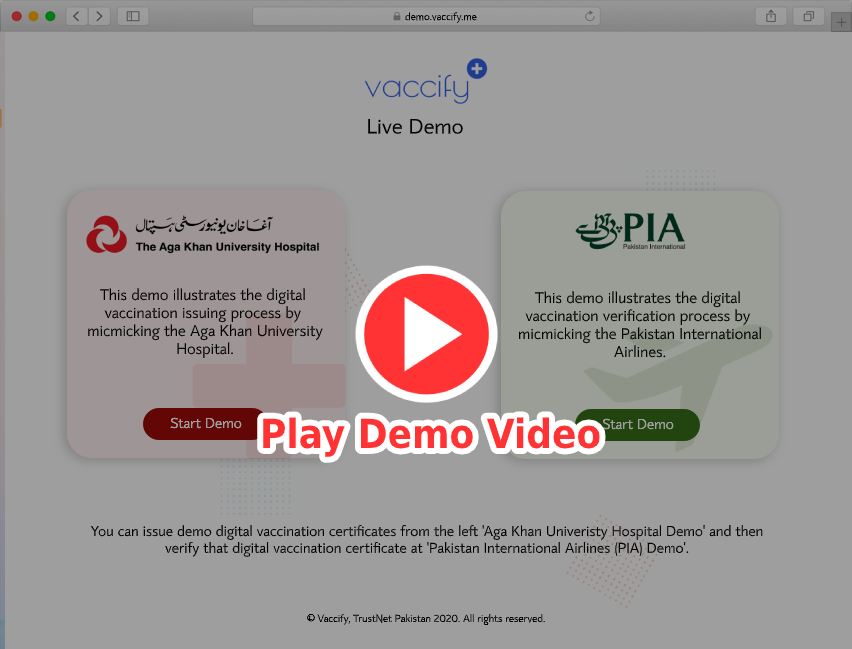 demo.vaccify.me
vaccify
Live Demo
آغا خان یونیورسٹی ہسپتال
The Aga Khan University Hospital
This demo illustrates the digital
vaccination issuing process by
micmicking the Aga Khan University
Hospital.
Start Demo
PIA
Pakistan International
This demo illustrates the digital
vaccination verification process by
micmicking the Pakistan International
Airlines.
Start Demo
Play Demo Video
You can issue demo digital vaccination certificates from the left 'Aga Khan Univeristy Hospital Demo' and then
verify that digital vaccination certificate at 'Pakistan International Airlines (PIA) Demo'.
© Vaccify, TrustNet Pakistan 2020. All rights reserved.